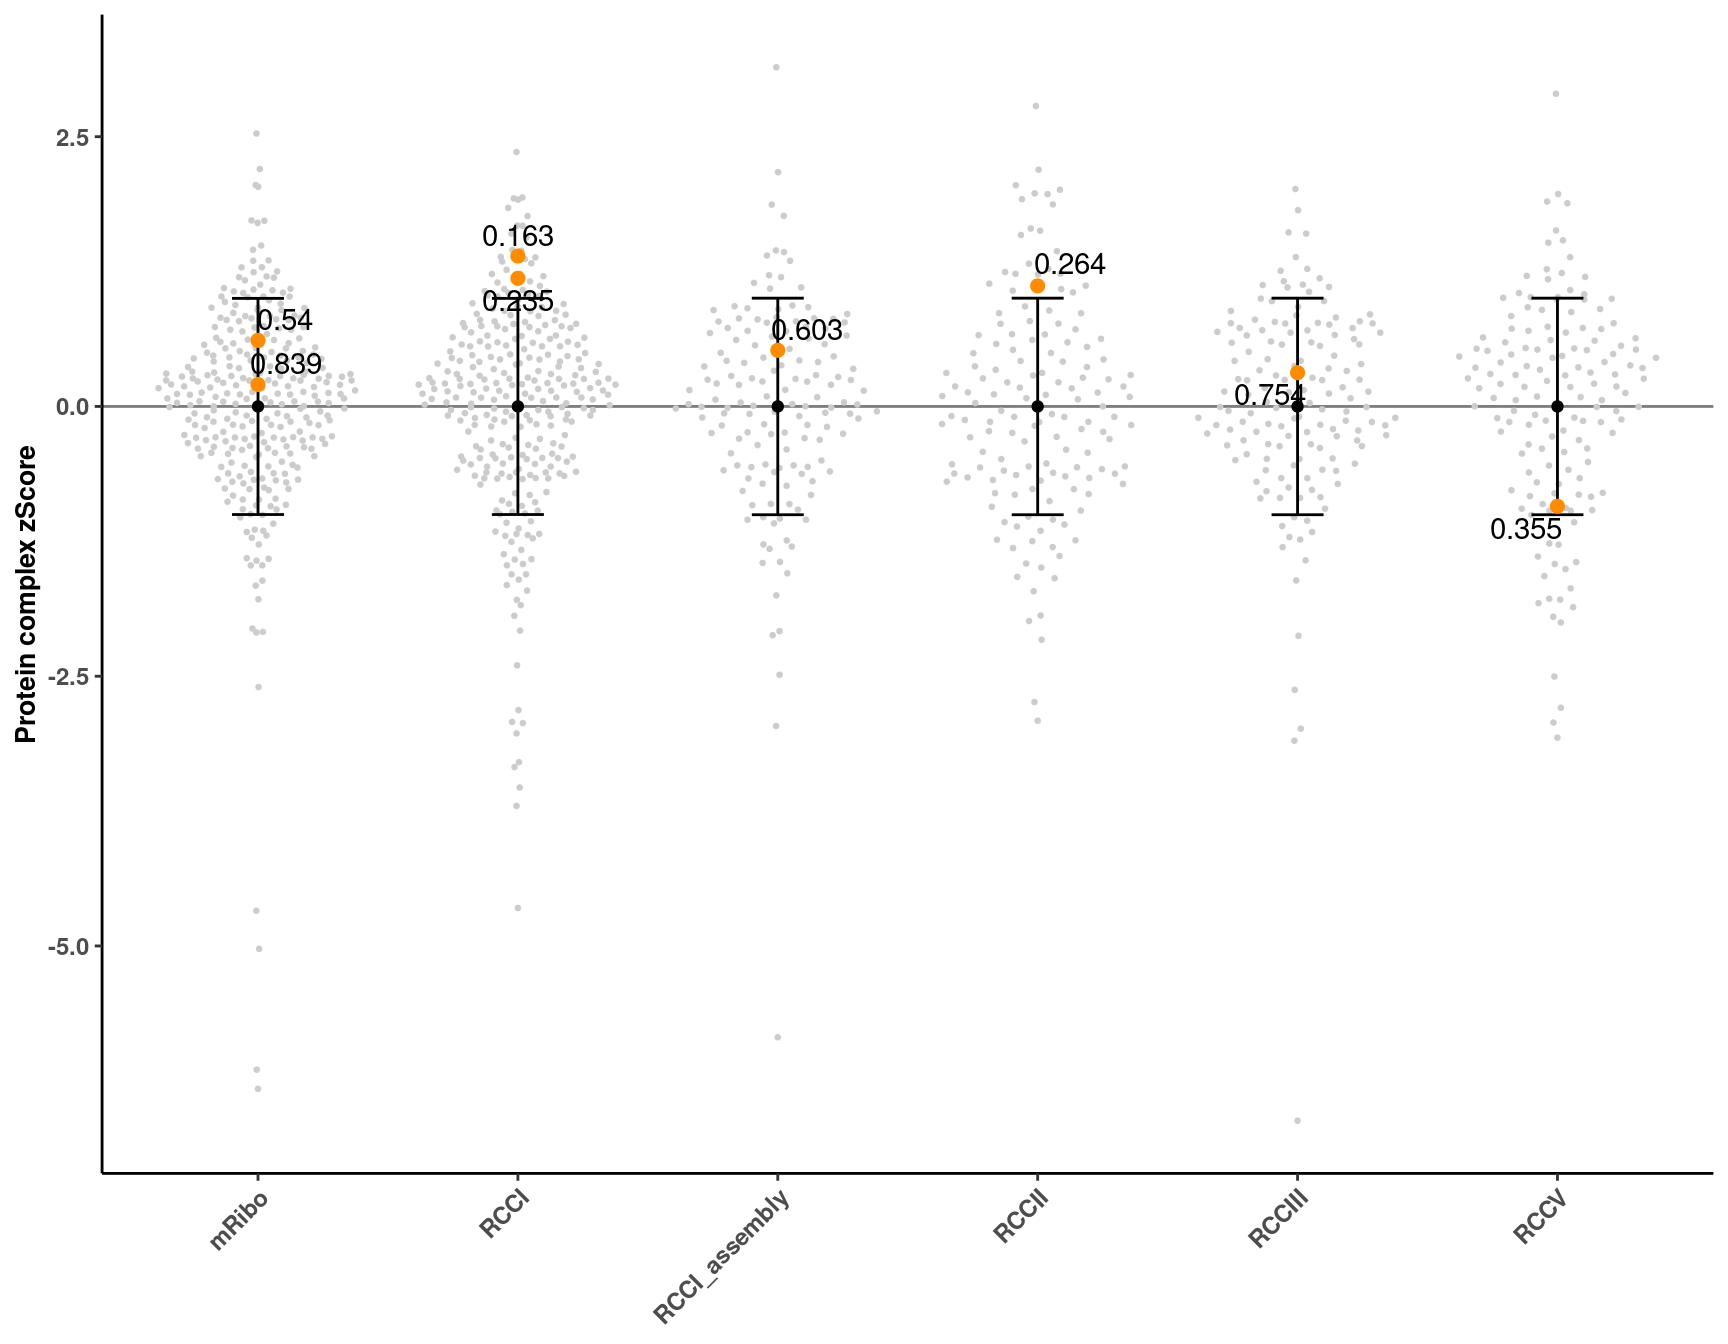 Protein complex zScore
2.5
0.0
-2.5
-5.0
0.54
0.839
0.163
0.235
0.603
0.264
0.754
0.355
mRibo
RCCI
RCCI_assembly
RCCII
RCCIII
RCCV